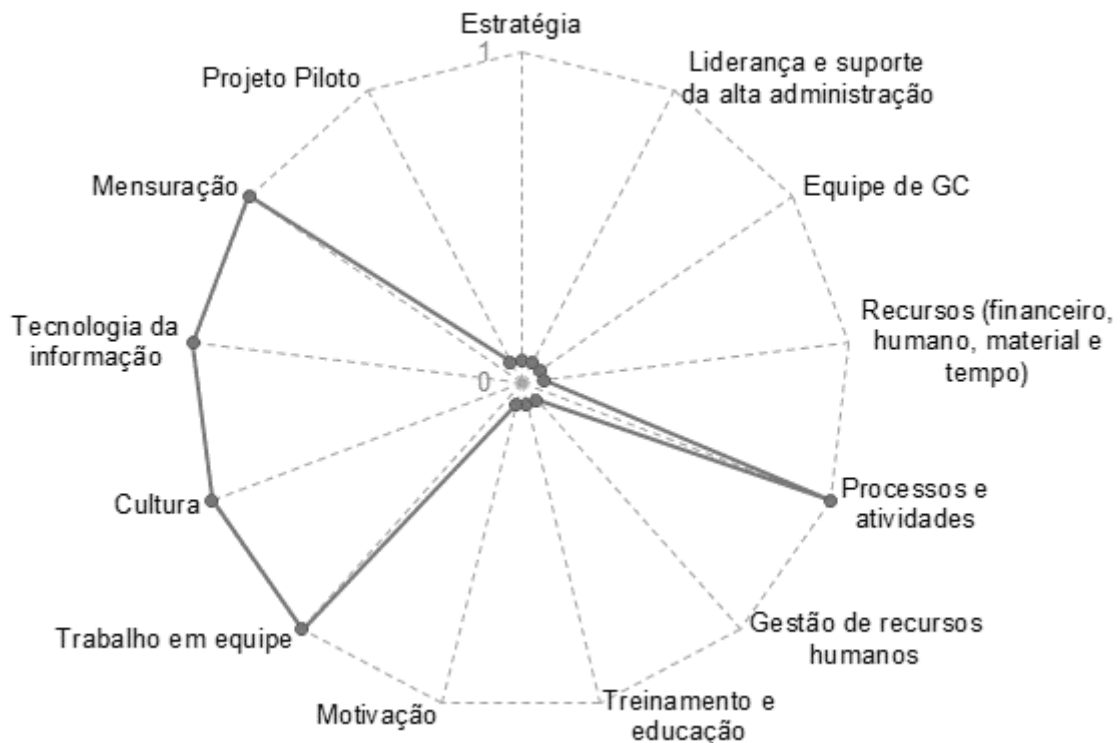 Estratégia
1
Liderança e suporte
da alta administração
Equipe de GC
Recursos (financeiro,
humano, material e
tempo)
Processos e
atividades
Gestão de recursos
humanos
Treinamento e
educação
Motivação
Trabalho em equipe
Cultura
Tecnologia da
informação
Mensuração
Projeto Piloto
0